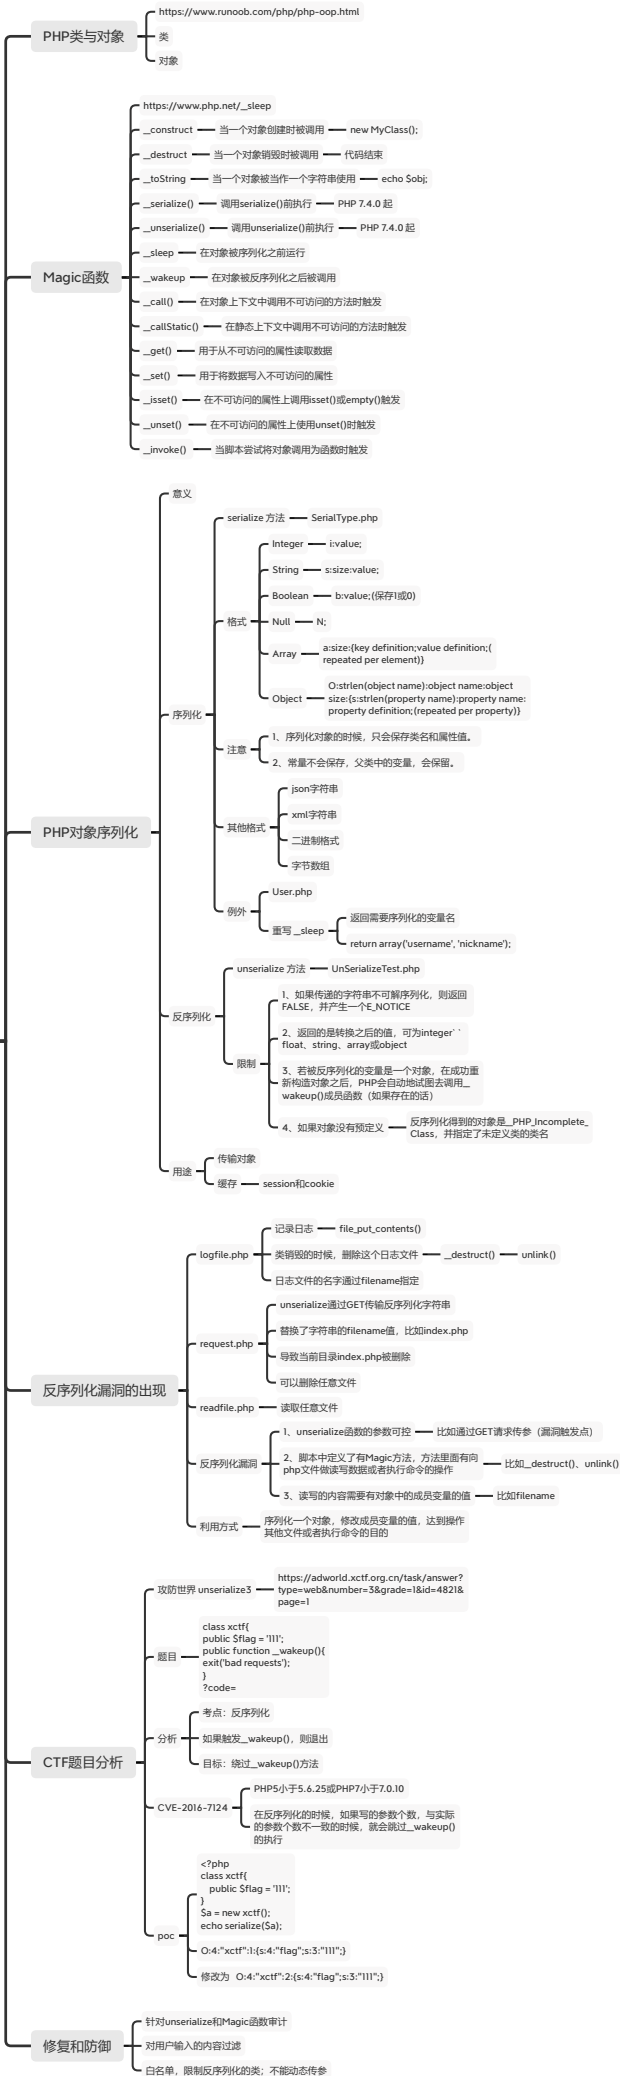 PHP类与对象
https://www.runoob.com/php/php-oop.html
类
对象
Magic函数
https://www.php.net/_sleep
__construct
当一个对象创建时被调用
new MyClass();
__destruct
当一个对象销毁时被调用
代码结束
__toString
当一个对象被当作一个字符串使用
echo $obj;
__serialize()
调用serialize()前执行
PHP 7.4.0 起
__unserialize()
调用unserialize()前执行
PHP 7.4.0 起
__sleep
在对象被序列化之前运行
__wakeup
在对象被反序列化之后被调用
__call()
在对象上下文中调用不可访问的方法时触发
__callStatic()
在静态上下文中调用不可访问的方法时触发
__get()
用于从不可访问的属性读取数据
__set()
用于将数据写入不可访问的属性
__isset()
在不可访问的属性上调用isset()或empty()触发
__unset()
在不可访问的属性上使用unset()时触发
__invoke()
当脚本尝试将对象调用为函数时触发
PHP对象序列化
意义
序列化
serialize 方法
SerialType.php
格式
Integer
i:value;
String
s:size:value;
Boolean
b:value;(保存1或0)
Null
N;
Array
a:size:{key definition;value definition;(
repeated per element)}
Object
O:strlen(object name):object name:object
size:{s:strlen(property name):property name:
property definition;(repeated per property)}
注意
1、序列化对象的时候，只会保存类名和属性值。
2、常量不会保存，父类中的变量，会保留。
其他格式
json字符串
xml字符串
二进制格式
字节数组
例外
User.php
重写 __sleep
返回需要序列化的变量名
return array('username', 'nickname');
反序列化
unserialize 方法
UnSerializeTest.php
限制
1、如果传递的字符串不可解序列化，则返回
FALSE，并产生一个E_NOTICE
2、返回的是转换之后的值，可为integer``
float、string、array或object
3、若被反序列化的变量是一个对象，在成功重
新构造对象之后，PHP会自动地试图去调用__
wakeup()成员函数（如果存在的话）
4、如果对象没有预定义
反序列化得到的对象是__PHP_Incomplete_
Class，并指定了未定义类的类名
用途
传输对象
缓存
session和cookie
反序列化漏洞的出现
logfile.php
记录日志
file_put_contents()
类销毁的时候，删除这个日志文件
__destruct()
unlink()
日志文件的名字通过filename指定
request.php
unserialize通过GET传输反序列化字符串
替换了字符串的filename值，比如index.php
导致当前目录index.php被删除
可以删除任意文件
readfile.php
读取任意文件
反序列化漏洞
1、unserialize函数的参数可控
比如通过GET请求传参（漏洞触发点）
2、脚本中定义了有Magic方法，方法里面有向
php文件做读写数据或者执行命令的操作
比如__destruct()、unlink()
3、读写的内容需要有对象中的成员变量的值
比如filename
利用方式
序列化一个对象，修改成员变量的值，达到操作
其他文件或者执行命令的目的
CTF题目分析
攻防世界 unserialize3
https://adworld.xctf.org.cn/task/answer?
type=web&number=3&grade=1&id=4821&
page=1
题目
class xctf{
public $flag = '111';
public function __wakeup(){
exit('bad requests');
}
?code=
分析
考点：反序列化
如果触发__wakeup()，则退出
目标：绕过__wakeup()方法
CVE-2016-7124
PHP5小于5.6.25或PHP7小于7.0.10
在反序列化的时候，如果写的参数个数，与实际
的参数个数不一致的时候，就会跳过__wakeup()
的执行
poc
<?php
class xctf{
public $flag = '111';
}
$a = new xctf();
echo serialize($a);
O:4:"xctf":1:{s:4:"flag";s:3:"111";}
修改为 O:4:"xctf":2:{s:4:"flag";s:3:"111";}
修复和防御
针对unserialize和Magic函数审计
对用户输入的内容过滤
白名单，限制反序列化的类；不能动态传参